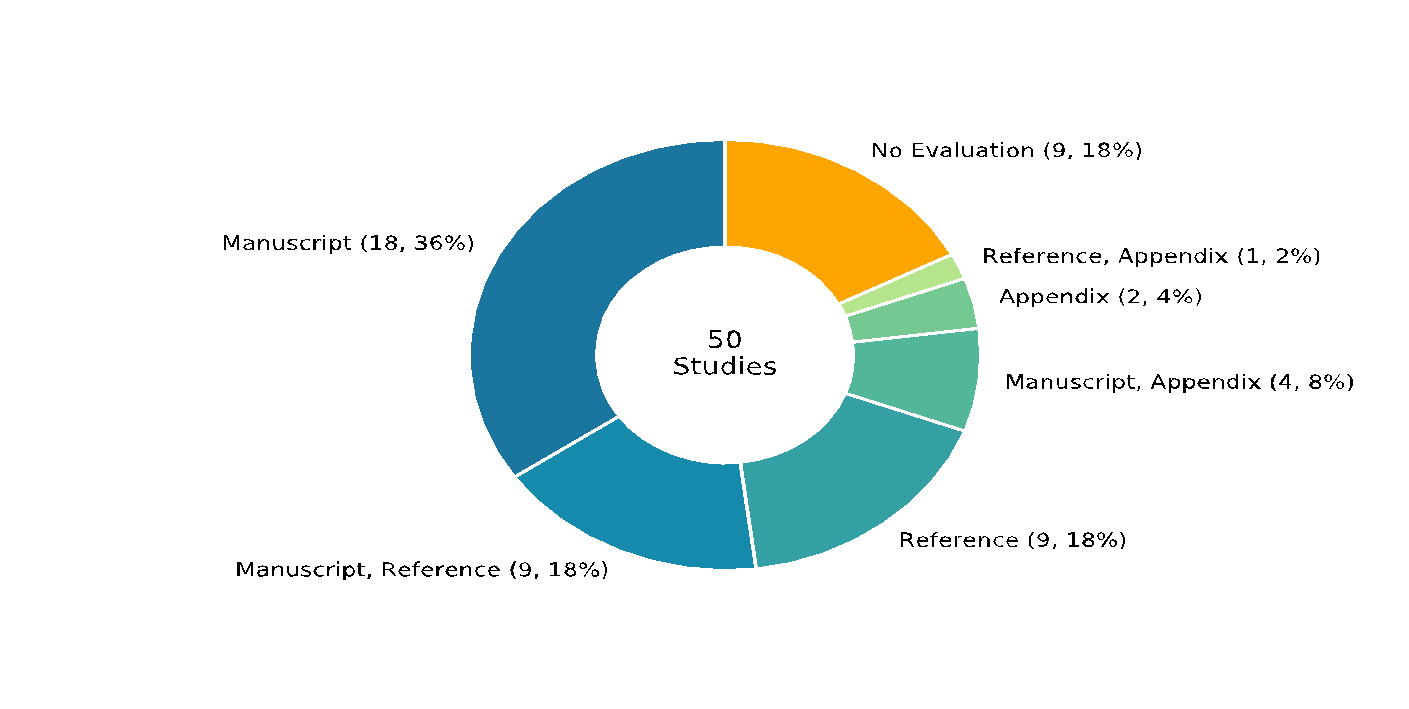 No Evaluation (9, 18%)
Manuscript (18, 36%)
Reference, Appendix (1, 2%)
Appendix (2, 4%)
50
Studies
Manuscript, Appendix (4, 8%)
Reference (9, 18%)
Manuscript, Reference (9, 18%)